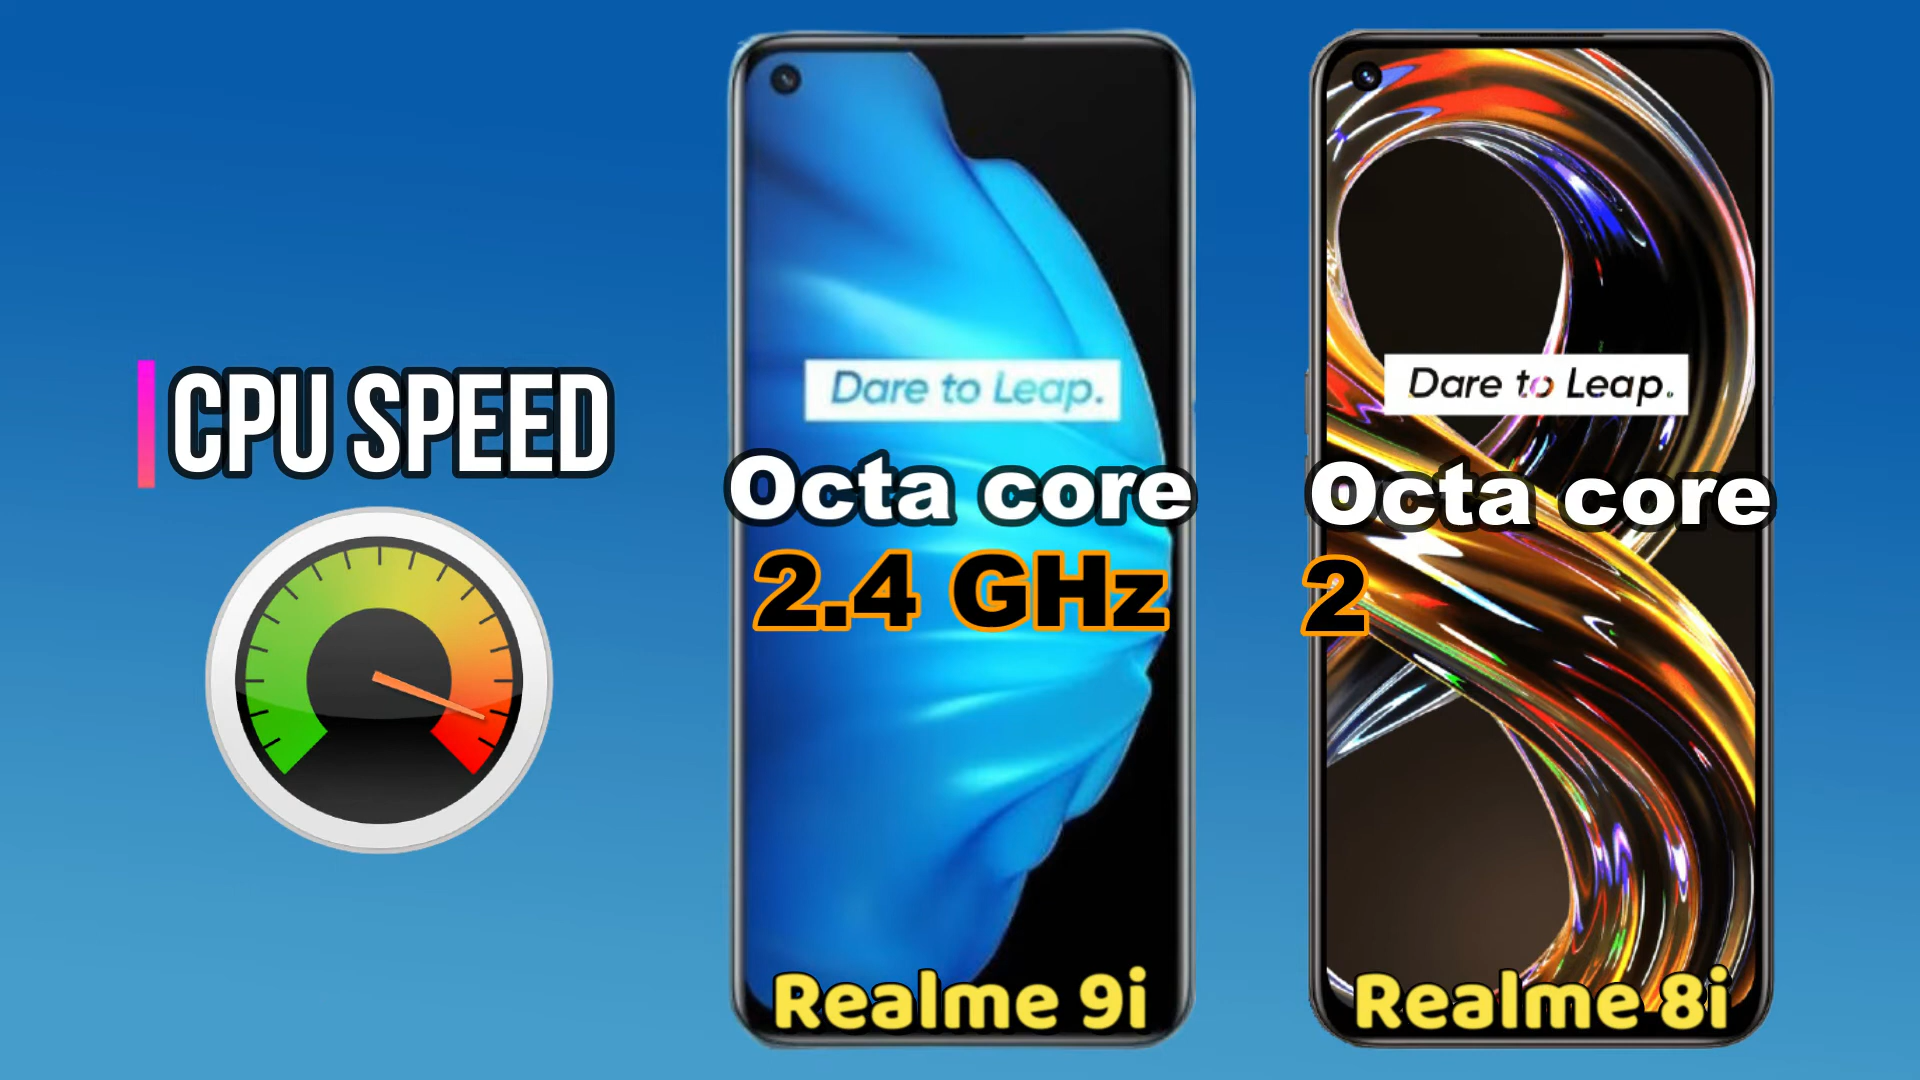 CPU SPEED
Dare to Leap.
Octa core
2.4 GHz
Realme 9i
Dare to Leap.
Octa core
2
Realme 8i